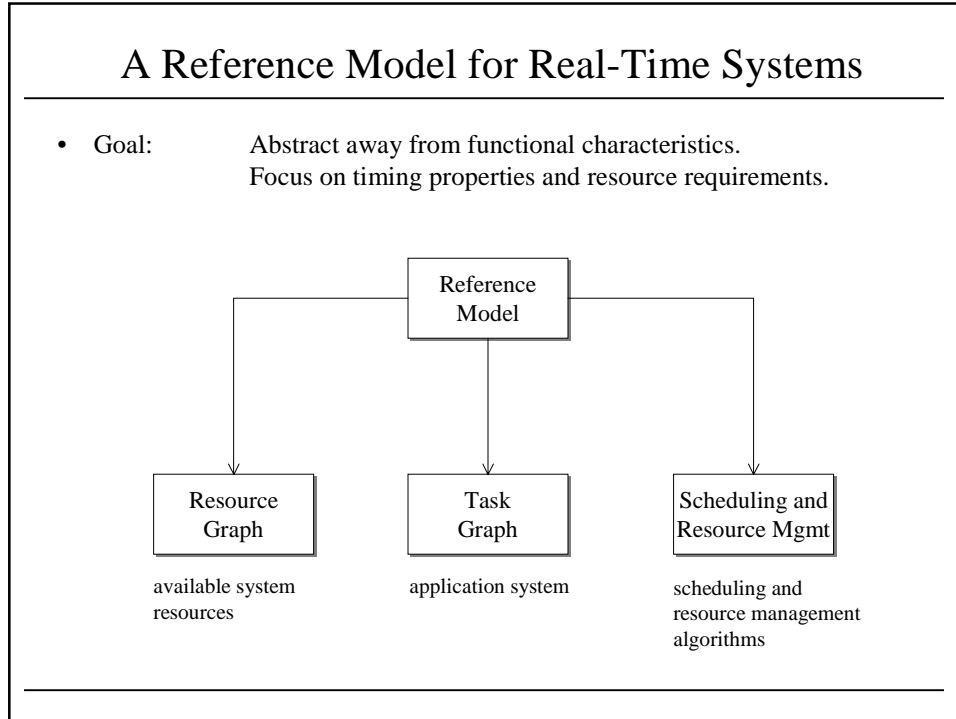 A Reference Model for Real-Time Systems
• Goal: Abstract away from functional characteristics.
Focus on timing properties and resource requirements.
Reference
Model
Resource
Graph
available system
resources
Task
Graph
application system
Scheduling and
Resource Mgmt
scheduling and
resource management
algorithms